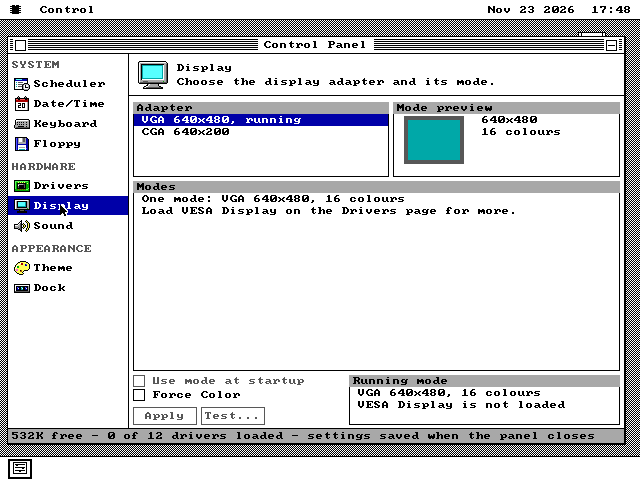 Control
Nov 23 2026 17:48
Control Panel
SYSTEM
Scheduler
Date/Time
Keyboard
Floppy
HARDWARE
Drivers
Display
Sound
APPEARANCE
Theme
Dock
Display
Choose the display adapter and its mode.
Adapter
VGA 640x480, running
CGA 640x200
Mode preview
640x480
16 colours
Modes
One mode: VGA 640x480, 16 colours
Load VESA Display on the Drivers page for more.
Use mode at startup
Force Color
Apply
Test...
Running mode
VGA 640x480, 16 colours
VESA Display is not loaded
532K free - 0 of 12 drivers loaded - settings saved when the panel closes